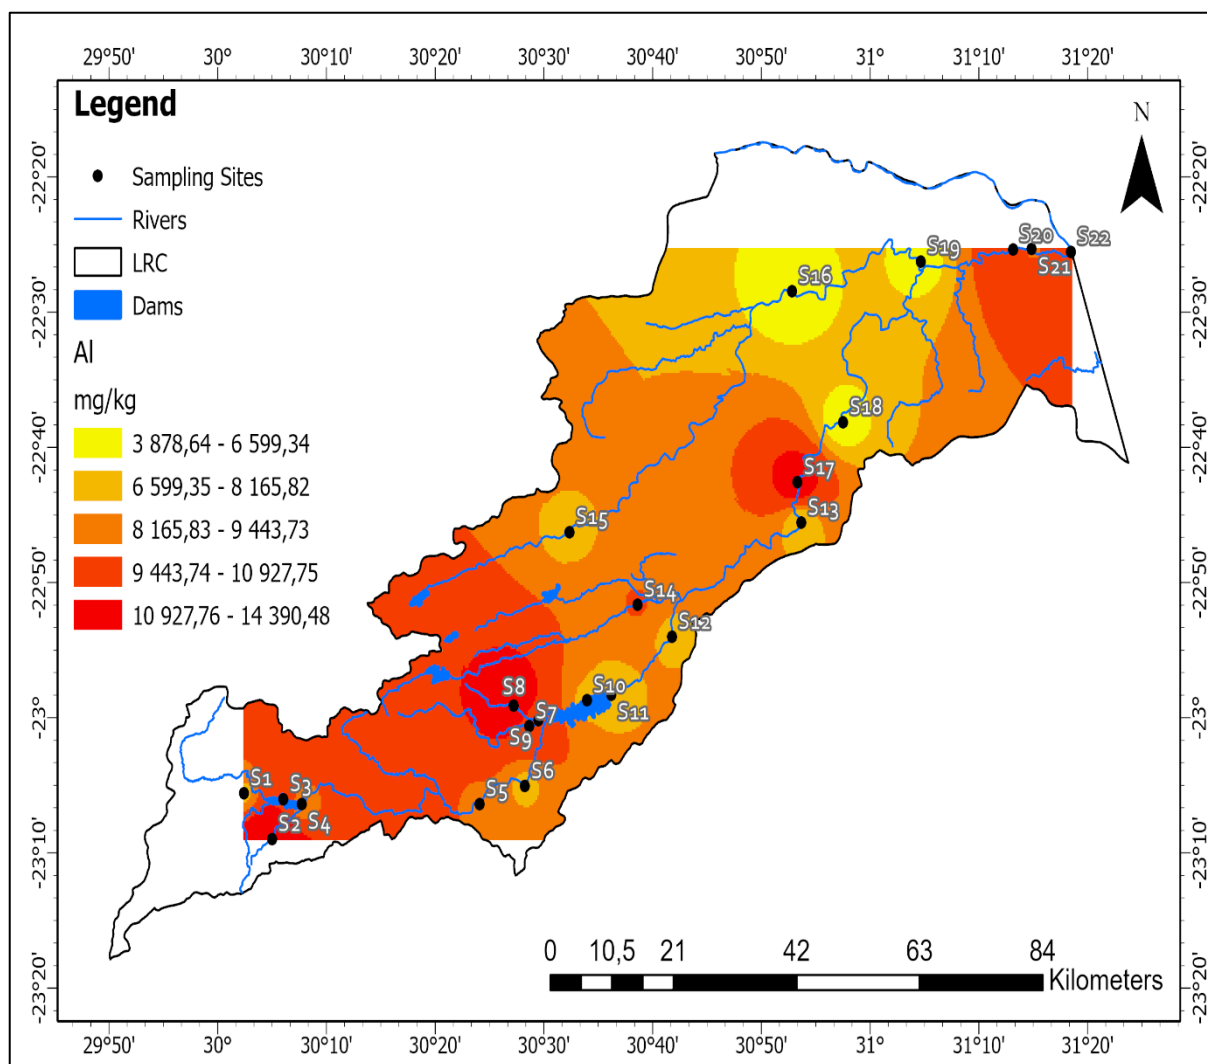 29°50' 30° 30°10' 30°20' 30°30' 30°40' 30°50' 31° 31°10' 31°20'
Legend
Sampling Sites
Rivers
LRC
Dams
Al
mg/kg
3 878,64 - 6 599,34
6 599,35 - 8 165,82
8 165,83 - 9 443,73
9 443,74 - 10 927,75
10 927,76 - 14 390,48
N
-22°20'
-22°30'
-22°40'
-22°50'
-23°
-23°10'
-23°20'
S20
S22
S19
S21
S16
S18
S17
S13
S15
S14
S12
S8
S10
S7
S11
S9
S6
S1
S3
S5
S2
S4
-22°20'
-22°30'
-22°40'
-22°50'
-23°
-23°10'
-23°20'
0 10,5 21 42 63 84
Kilometers
29°50' 30° 30°10' 30°20' 30°30' 30°40' 30°50' 31° 31°10' 31°20'